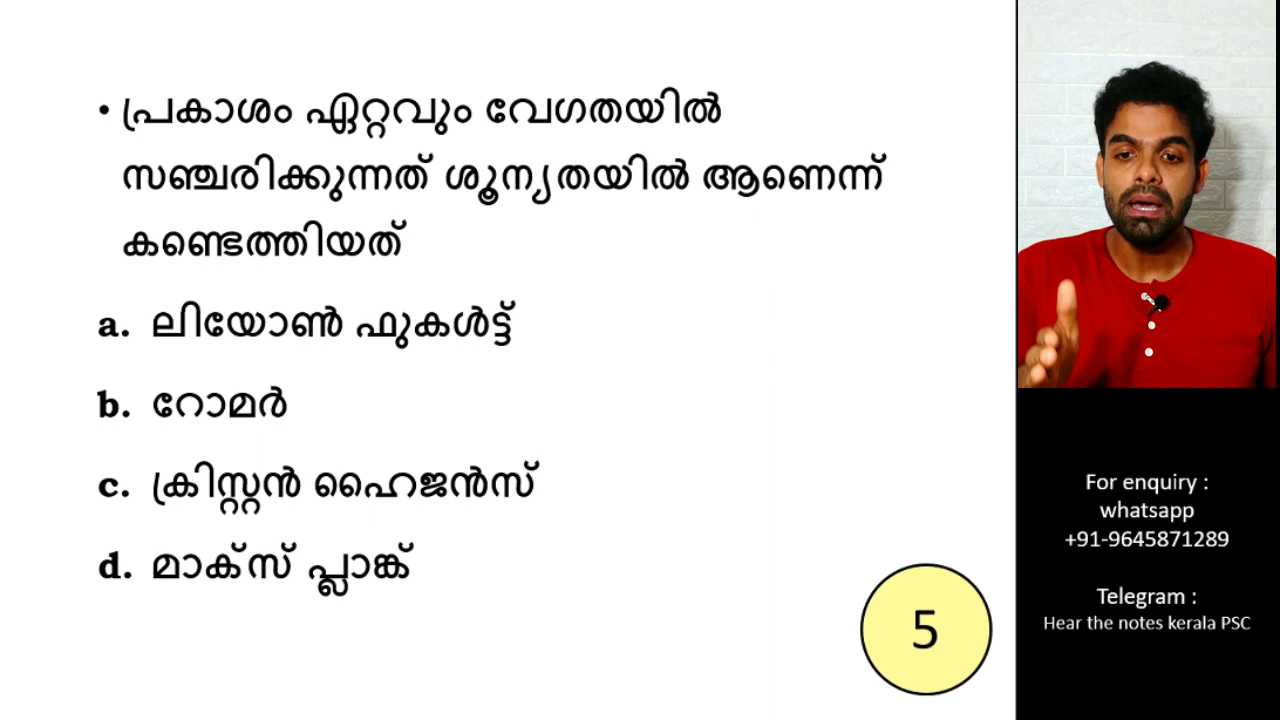 • പ്രകാശം ഏറ്റവും വേഗതയിൽ
സഞ്ചരിക്കുന്നത് ശൂന്യതയിൽ ആണെന്ന്
കണ്ടെത്തിയത്
a. ലിയോൺ ഫുകൾട്ട്
b. റോമർ
c. ക്രിസ്റ്റൻ ഹൈജൻസ്
d. മാക്സ് പ്ലാങ്ക്
5
For enquiry :
whatsapp
+91-9645871289
Telegram :
Hear the notes kerala PSC